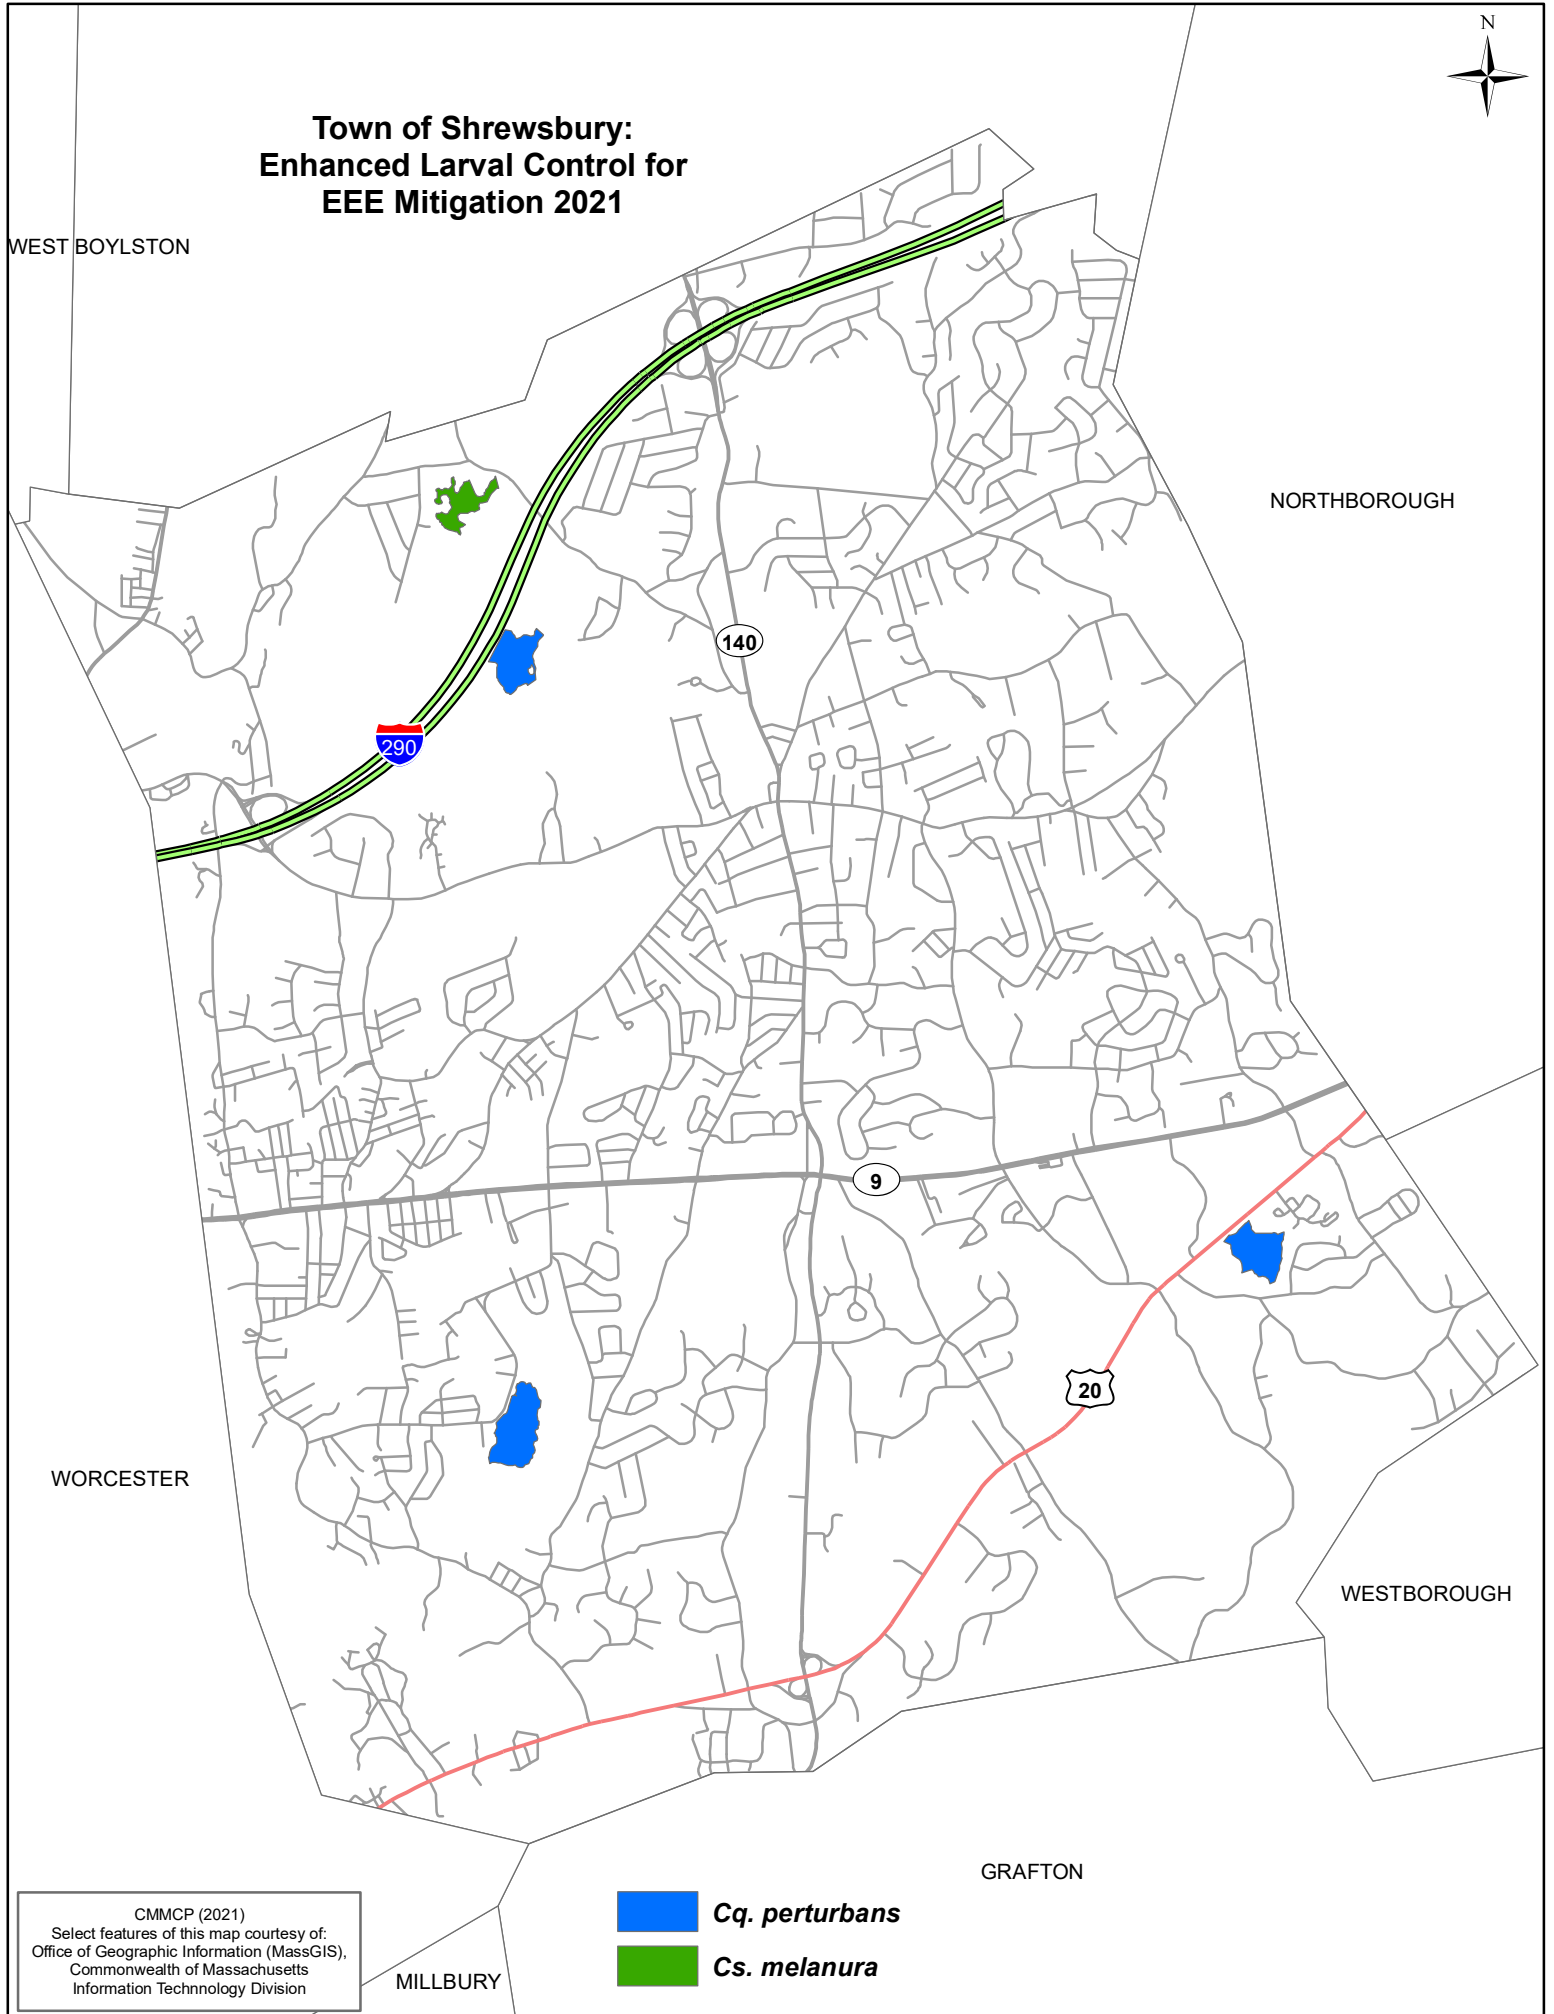 N
Town of Shrewsbury:
Enhanced Larval Control for
EEE Mitigation 2021
WEST BOYLSTON
NORTHBOROUGH
140
290
9
20
WORCESTER
WESTBOROUGH
GRAFTON
CMMCP (2021)
Select features of this map courtesy of:
Office of Geographic Information (MassGIS),
Commonwealth of Massachusetts
Information Technnology Division
MILLBURY
Cq. perturbans
Cs. melanura